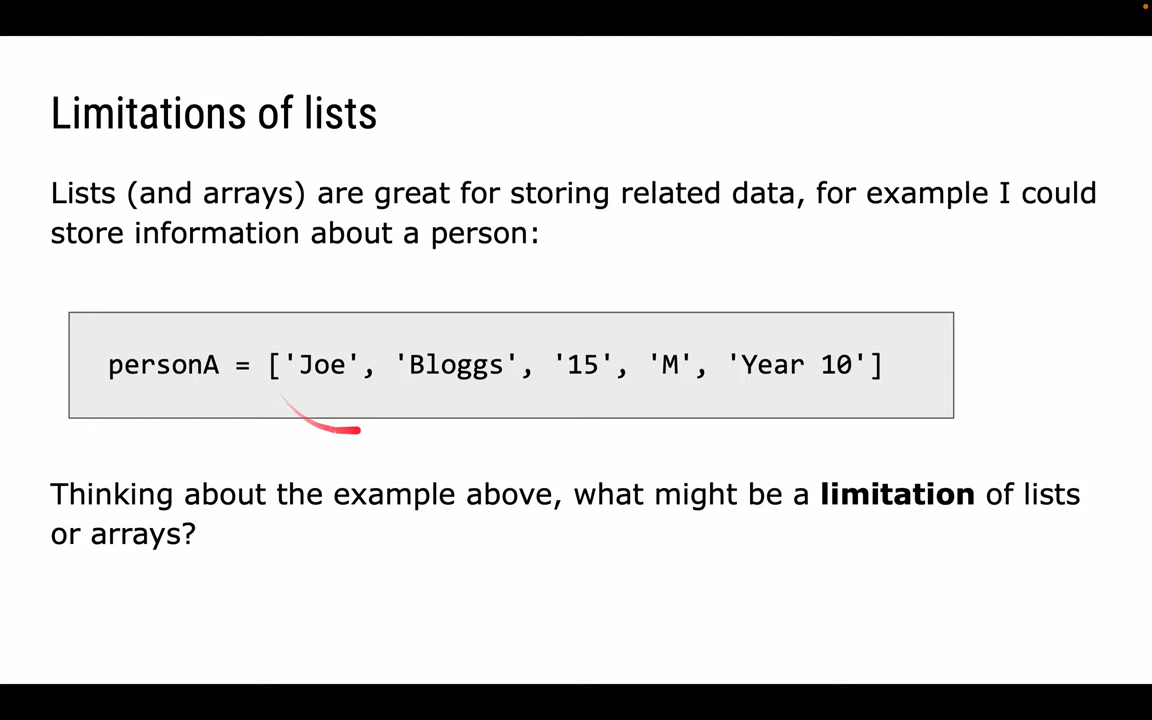 Limitations of lists
Lists (and arrays) are great for storing related data, for example I could
store information about a person:
personA = ['Joe', 'Bloggs', '15', 'M', 'Year 10']
Thinking about the example above, what might be a limitation of lists
or arrays?